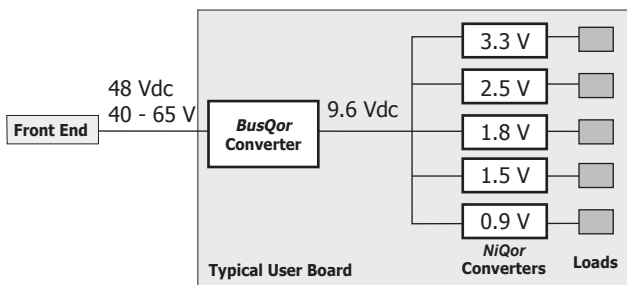 Front End
48 Vdc
40 - 65 V
BusQor
Converter
9.6 Vdc
3.3 V
2.5 V
1.8 V
1.5 V
0.9 V
NiQor
Converters
Loads
Typical User Board